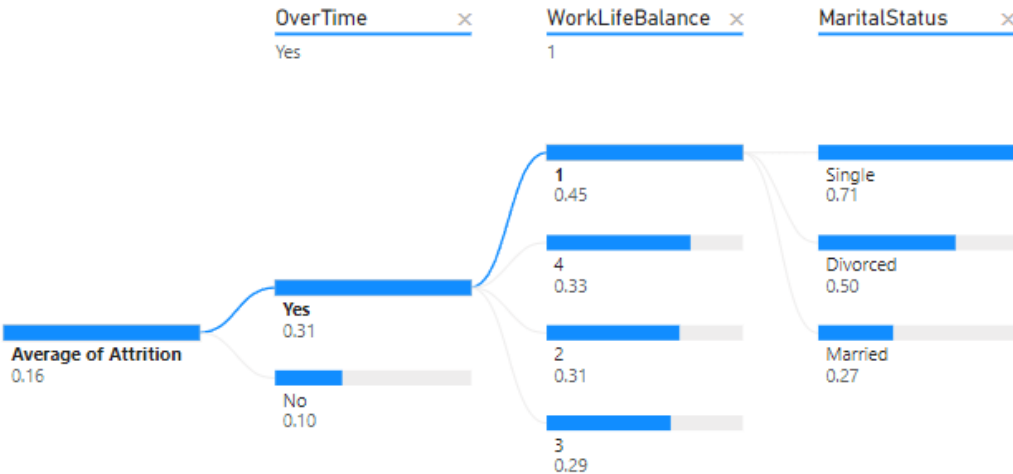 OverTime ×
Yes
WorkLifeBalance ×
1
MaritalStatus ×
Average of Attrition
0.16
Yes
0.31
No
0.10
1
0.45
4
0.33
2
0.31
3
0.29
Single
0.71
Divorced
0.50
Married
0.27